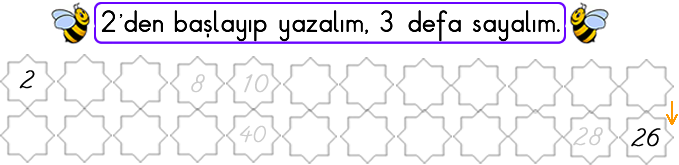 2'den başlayıp yazalım, 3 defa sayalım.
2 8 10
40 28 26